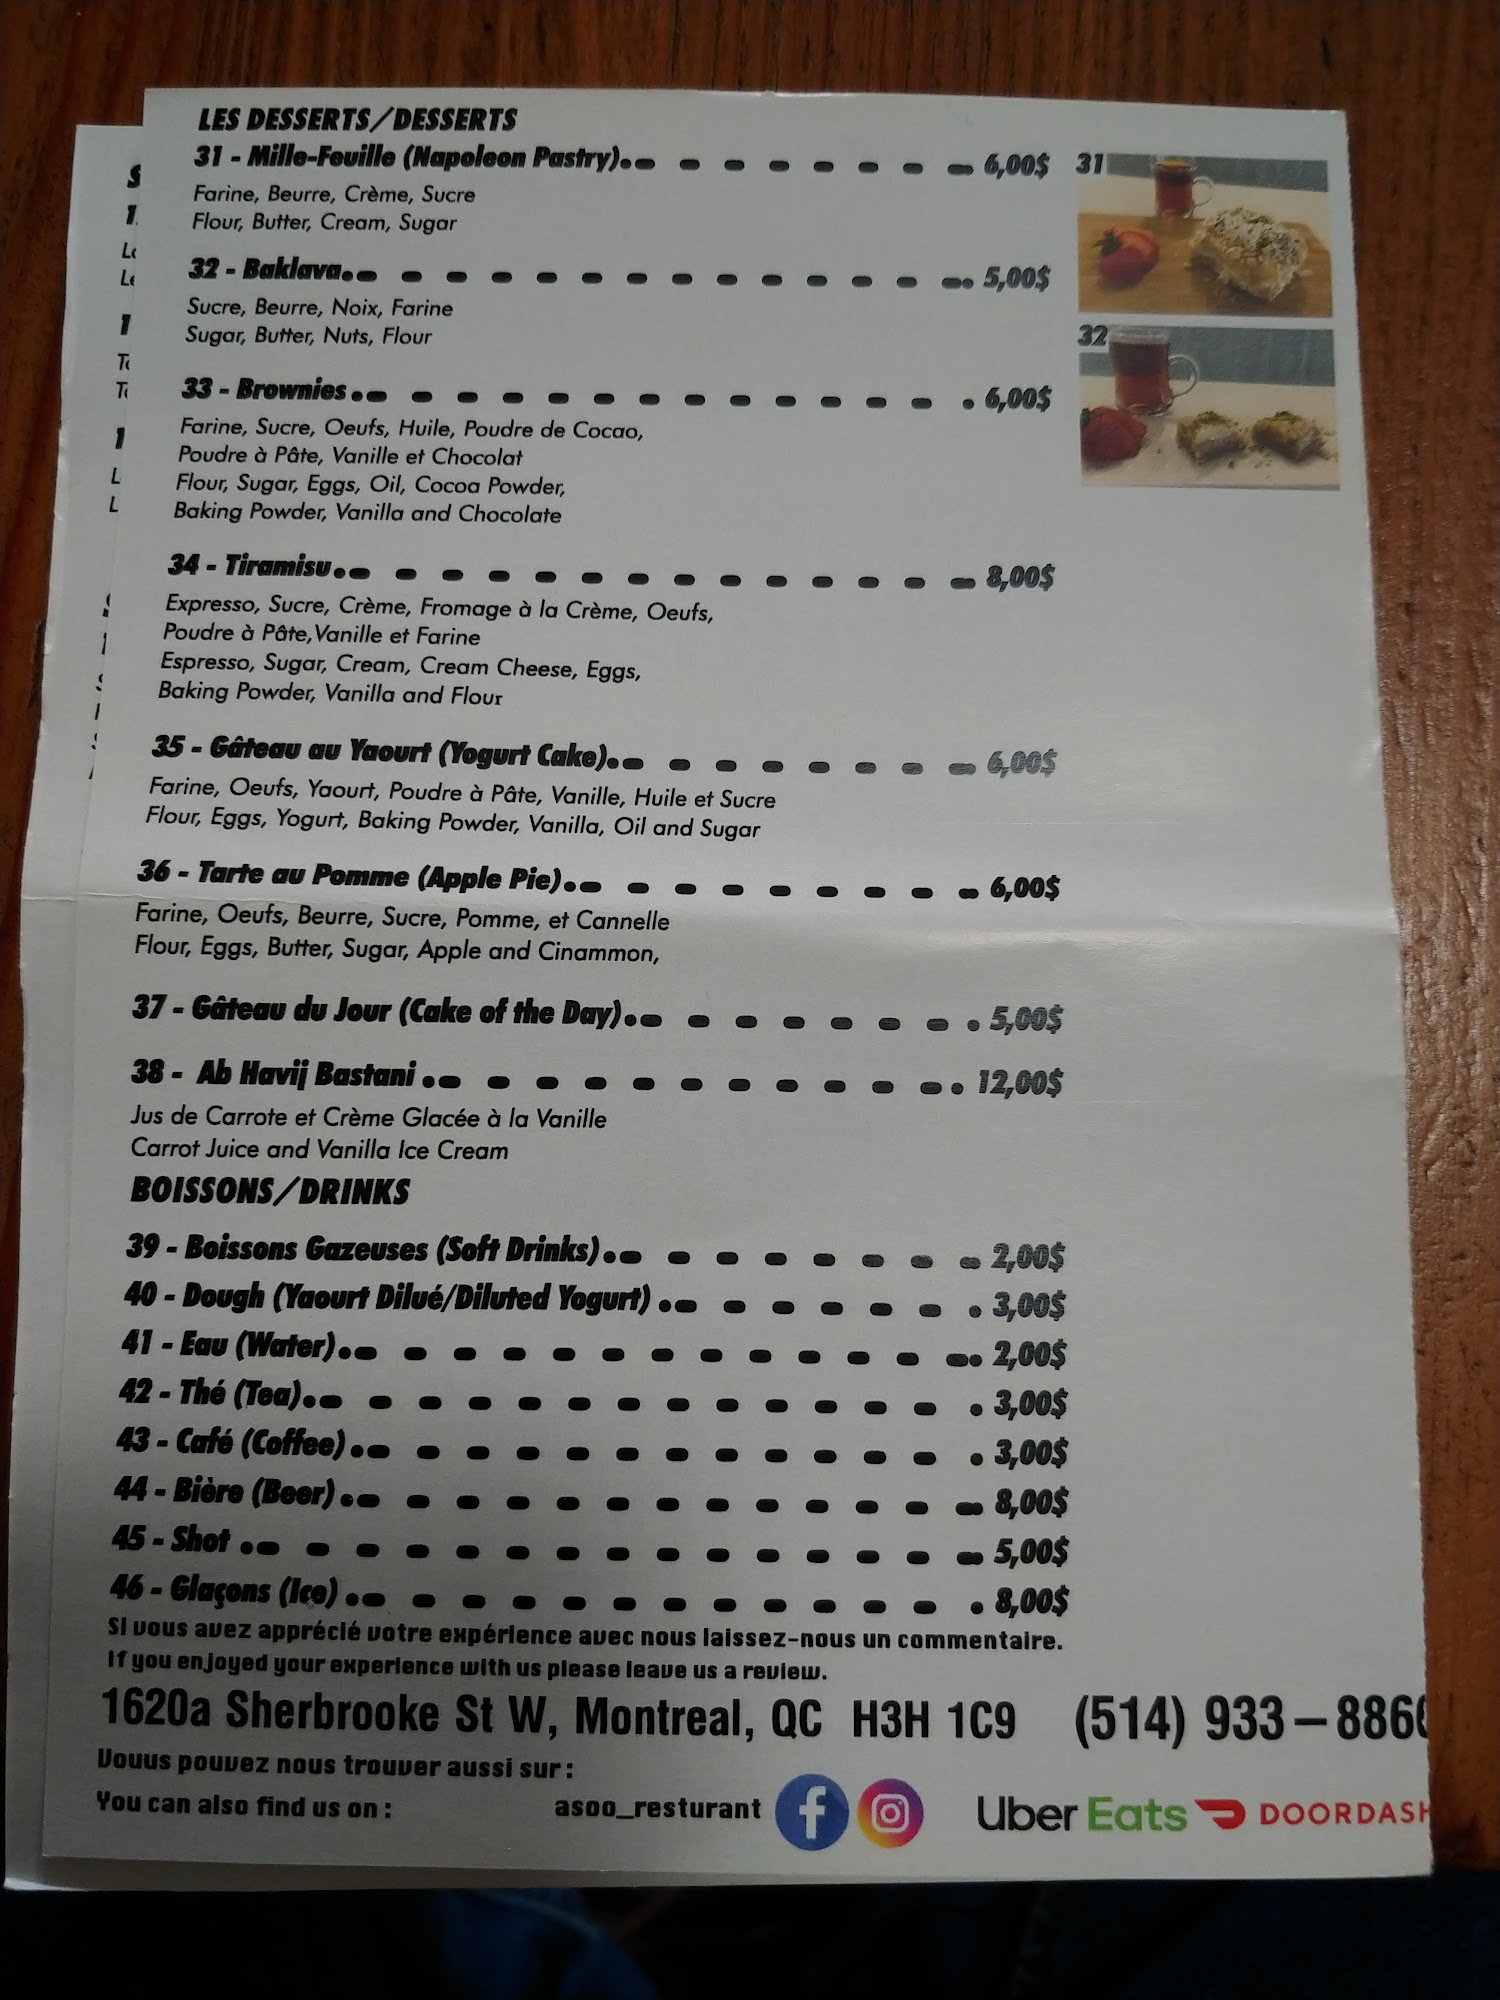 LES DESSERTS/DESSERTS
31 - Mille-Feuille (Napoleon Pastry) 6,00$
Farine, Beurre, Crème, Sucre
Flour, Butter, Cream, Sugar
32 - Baklava 5,00$
Sucre, Beurre, Noix, Farine
Sugar, Butter, Nuts, Flour
33 - Brownies 6,00$
Farine, Sucre, Oeufs, Huile, Poudre de Cocao,
Poudre à Pâte, Vanille et Chocolat
Flour, Sugar, Eggs, Oil, Cocoa Powder,
Baking Powder, Vanilla and Chocolate
34 - Tiramisu 8,00$
Expresso, Sucre, Crème, Fromage à la Crème, Oeufs,
Poudre à Pâte,Vanille et Farine
Espresso, Sugar, Cream, Cream Cheese, Eggs,
Baking Powder, Vanilla and Flour
35 - Gâteau au Yaourt (Yogurt Cake) 6,00$
Farine, Oeufs, Yaourt, Poudre à Pâte, Vanille, Huile et Sucre
Flour, Eggs, Yogurt, Baking Powder, Vanilla, Oil and Sugar
36 - Tarte au Pomme (Apple Pie) 6,00$
Farine, Oeufs, Beurre, Sucre, Pomme, et Cannelle
Flour, Eggs, Butter, Sugar, Apple and Cinammon,
37 - Gâteau du Jour (Cake of the Day) 5,00$
38 - Ab Havij Bastani 12,00$
Jus de Carrote et Crème Glacée à la Vanille
Carrot Juice and Vanilla Ice Cream
31
32
BOISSONS/DRINKS
39 - Boissons Gazeuses (Soft Drinks) 2,00$
40 - Dough (Yaourt Dilué/Diluted Yogurt) 3,00$
41 - Eau (Water) 2,00$
42 - Thé (Tea) 3,00$
43 - Café (Coffee) 3,00$
44 - Bière (Beer) 8,00$
45 - Shot 5,00$
46 - Glaçons (Ice) 8,00$
Si vous avez apprécié votre expérience avec nous laissez-nous un commentaire.
If you enjoyed your experience with us please leave us a review.
1620a Sherbrooke St W, Montreal, QC H3H 1C9 (514) 933-886
Vouus pouvez nous trouver aussi sur :
You can also find us on : asoo_resturant Uber Eats DOORDASH